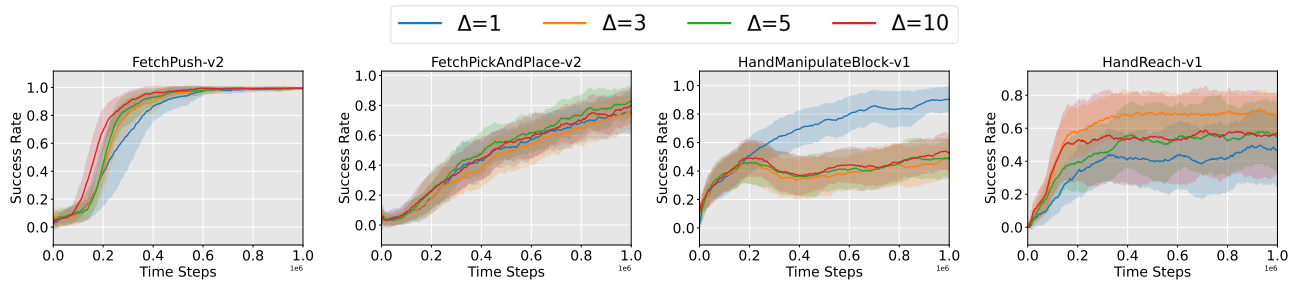 Δ=1 Δ=3 Δ=5 Δ=10
FetchPush-v2
Success Rate
1.0
0.8
0.6
0.4
0.2
0.0
0.0 0.2 0.4 0.6 0.8 1.0
Time Steps
1e6
FetchPickAndPlace-v2
Success Rate
1.0
0.8
0.6
0.4
0.2
0.0
0.0 0.2 0.4 0.6 0.8 1.0
Time Steps
1e6
HandManipulateBlock-v1
Success Rate
1.0
0.8
0.6
0.4
0.2
0.0
0.0 0.2 0.4 0.6 0.8 1.0
Time Steps
1e6
HandReach-v1
Success Rate
0.8
0.6
0.4
0.2
0.0
0.0 0.2 0.4 0.6 0.8 1.0
Time Steps
1e6